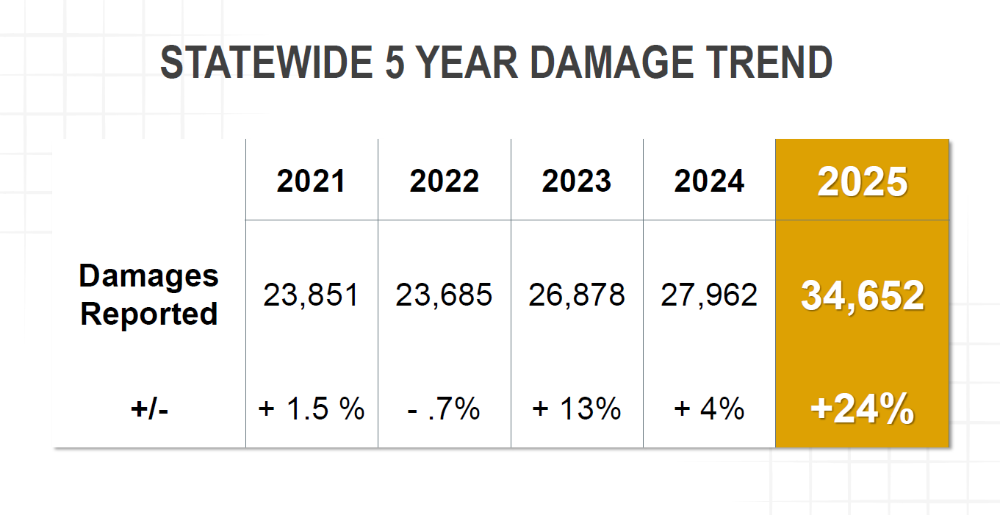 STATEWIDE 5 YEAR DAMAGE TREND
2021 2022 2023 2024 2025
Damages
Reported
23,851 23,685 26,878 27,962 34,652
+/- + 1.5 % - .7% + 13% + 4% +24%